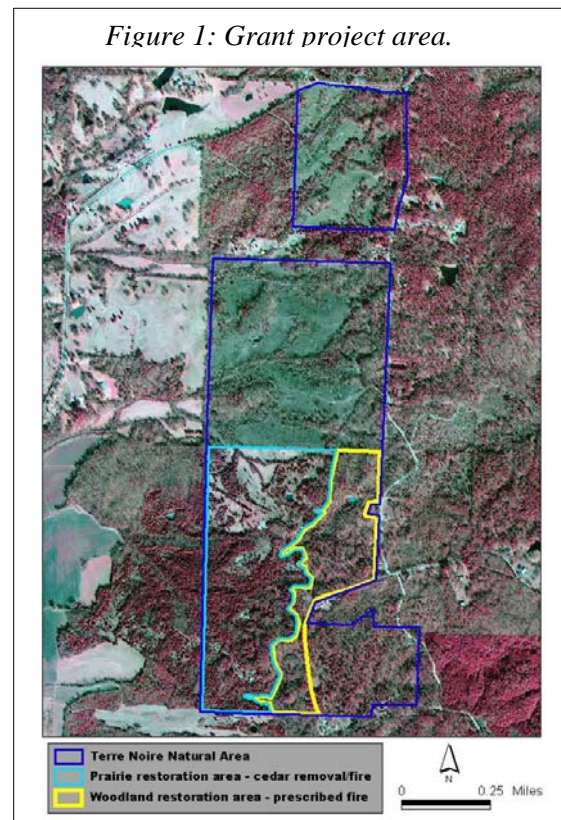 Figure 1: Grant project area.
Terre Noire Natural Area
Prairie restoration area - cedar removal/fire
Woodland restoration area - prescribed fire
N
0 0.25 Miles